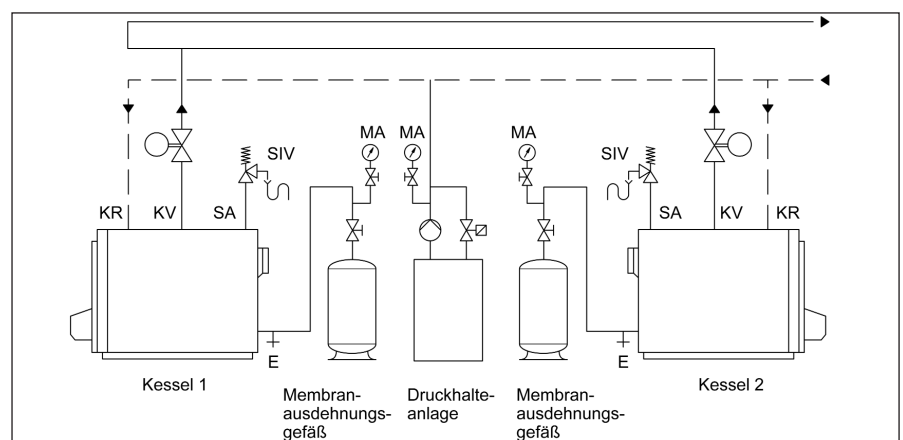 MA
MA
MA
SIV
SIV
KR
KV
SA
SA
KV
KR
E
E
Kessel 1
Kessel 2
Membran-
ausdehnungs-
gefäß
Druckhalte-
anlage
Membran-
ausdehnungs-
gefäß